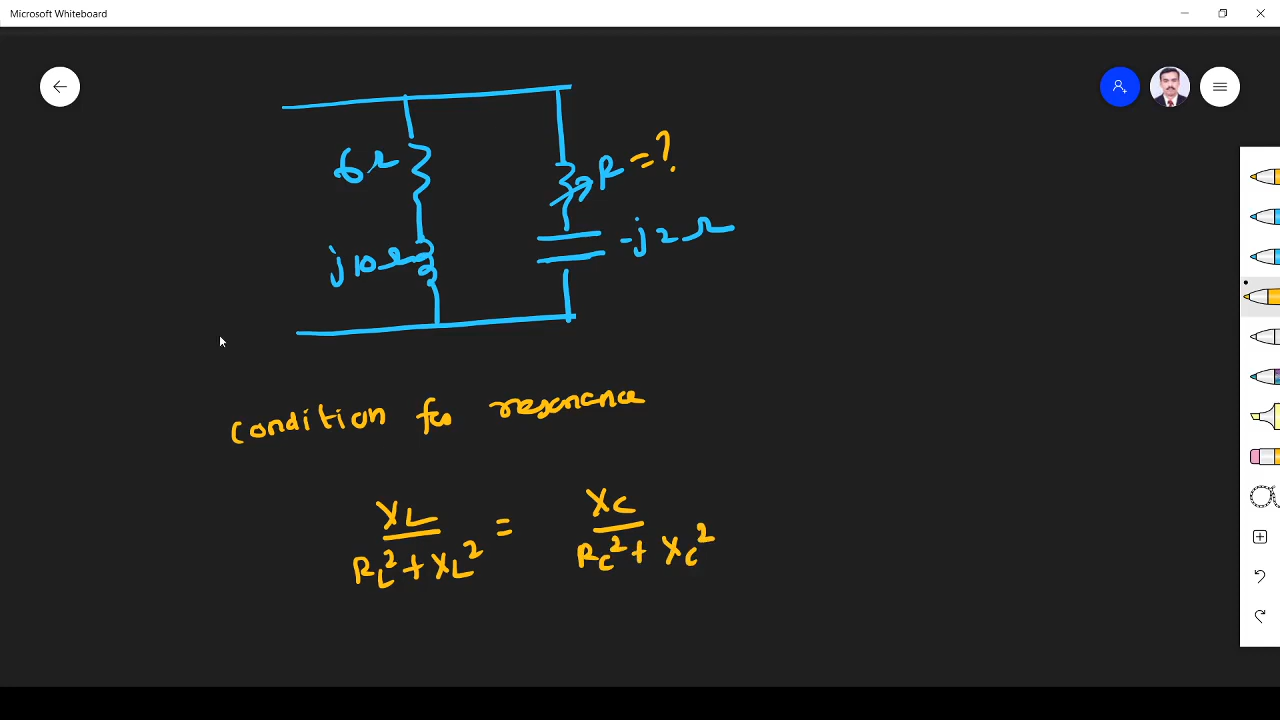 Microsoft Whiteboard
6Ω
R = ?
j10Ω
-j2Ω
condition for resonance
XL / RL² + XL² = XC / RC² + XC²